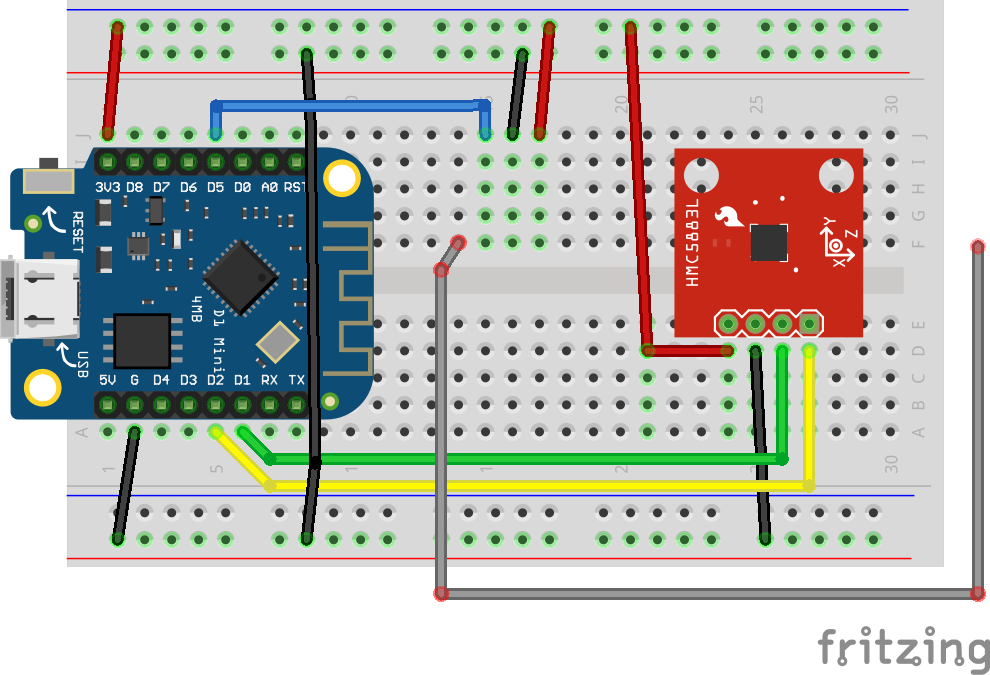 20 25 30
J J
I
3V3 D8 D7 D6 D5 D0 A0 RST
H
G
F
RESET
HMC5883L
Y
Z
X
4MB
D1 Mini
USB
E
D
5V G D4 D3 D2 D1 RX TX
C
B
A A
1 5 30
fritzing